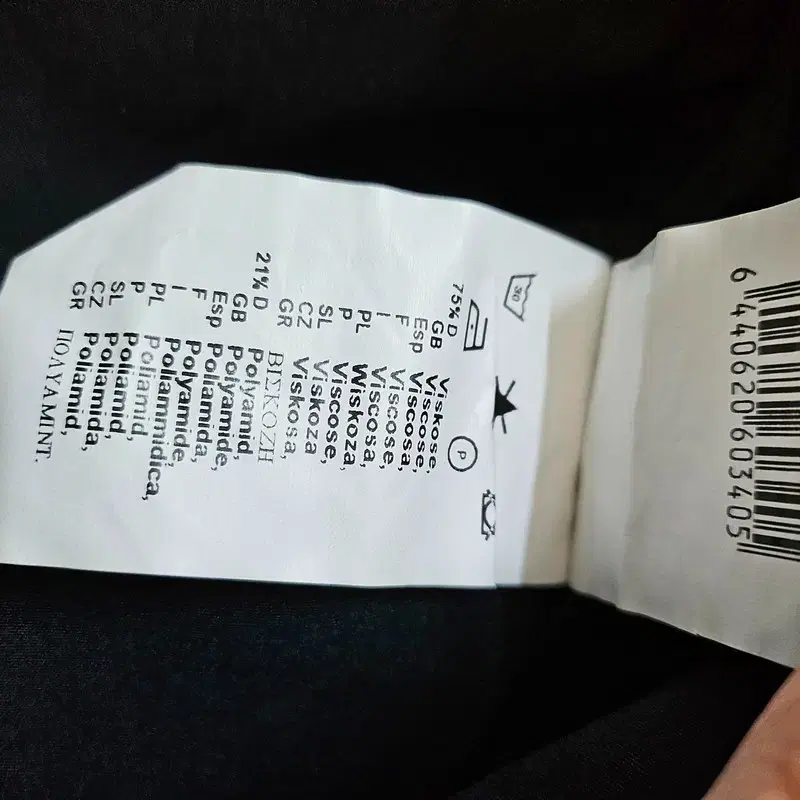 6 440620 603405
30
P
75% D Viskose,
GB Viscose,
Esp Viscosa,
F Viscose,
I Viscosa,
PL Wiskoza,
P Viscose,
SL Viskoza
CZ Viskosa,
GR ΒΙΣΚΟΖΗ
21% D Polyamid,
GB Polyamide,
Esp Poliamida,
F Polyamide,
I Poliammidica,
PL Poliamid,
P Poliamid,
SL Poliamida,
CZ Poliamid,
GR ΠΟΛΥΑΜΙΝΤ.